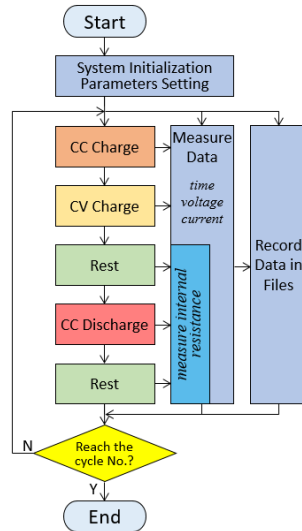 Start
System Initialization
Parameters Setting
CC Charge
CV Charge
Rest
CC Discharge
Rest
Measure
Data
time
voltage
current
measure internal
resistance
Record
Data in
Files
Reach the
cycle No.?
N
Y
End